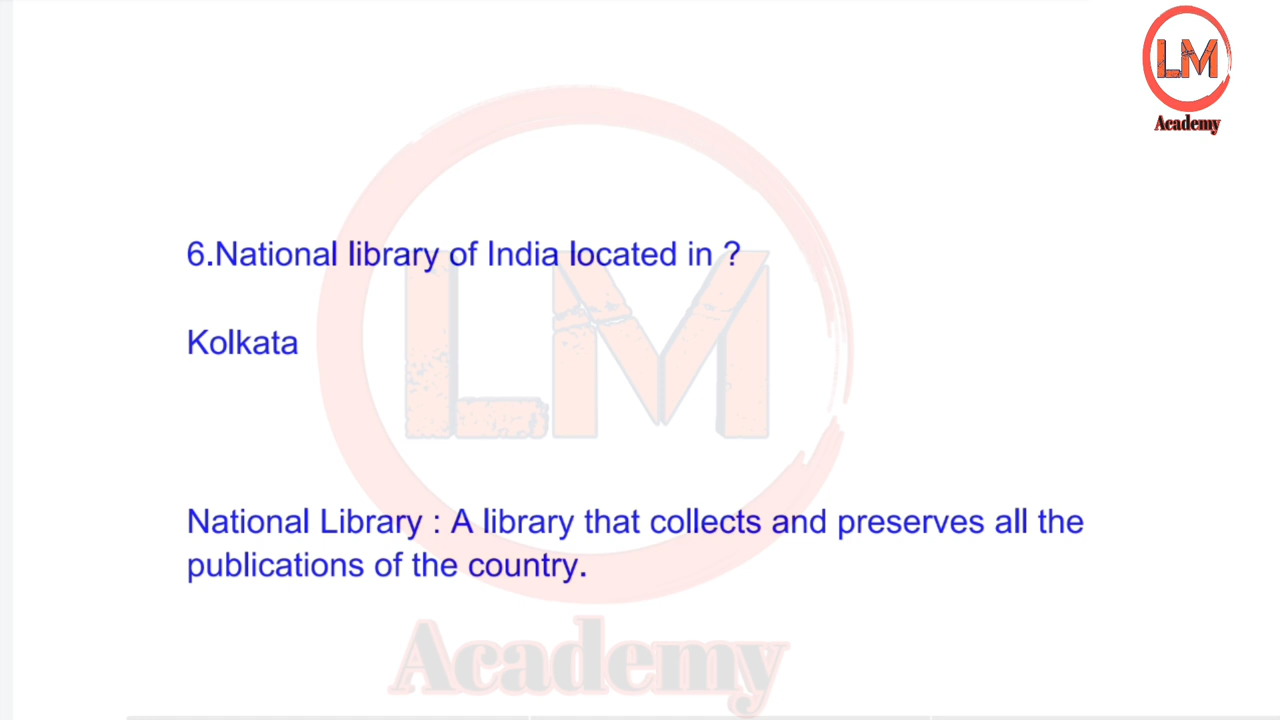 LM
Academy
6.National library of India located in ?
Kolkata
LM
National Library : A library that collects and preserves all the
publications of the country.
Academy